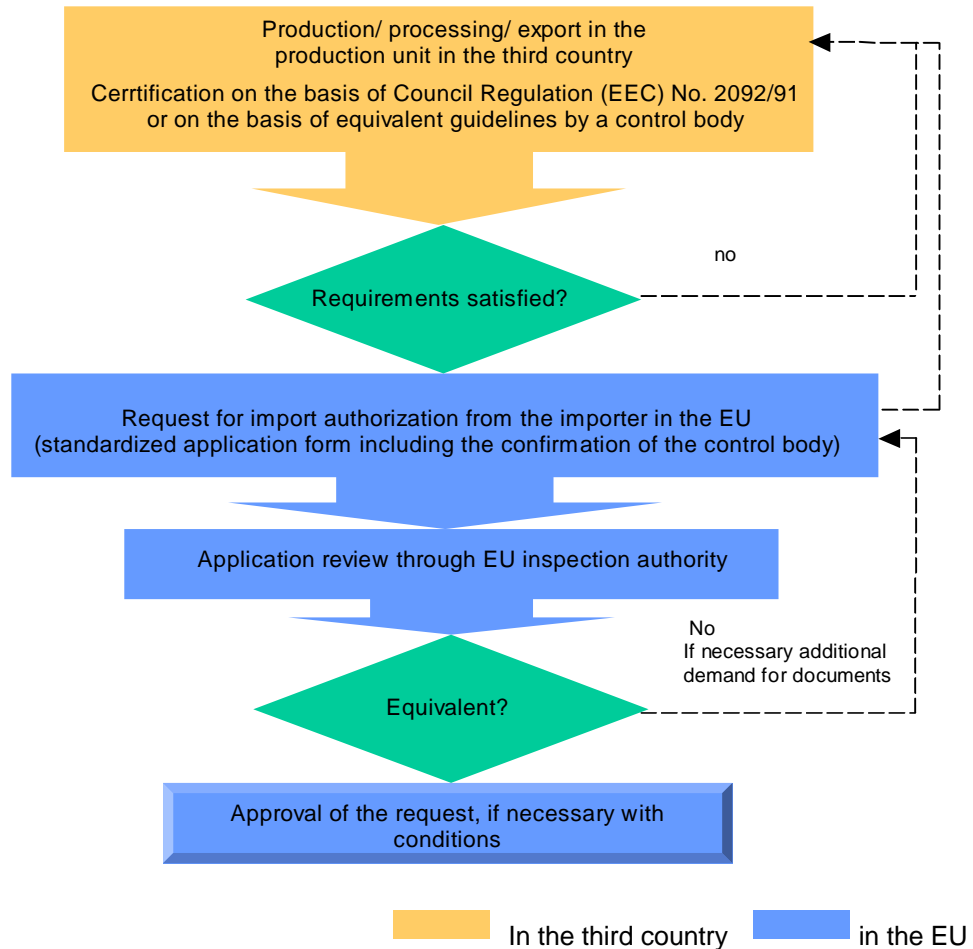 Production/ processing/ export in the
production unit in the third country
Cerrtification on the basis of Council Regulation (EEC) No. 2092/91
or on the basis of equivalent guidelines by a control body
no
Requirements satisfied?
Request for import authorization from the importer in the EU
(standardized application form including the confirmation of the control body)
Application review through EU inspection authority
No
If necessary additional
demand for documents
Equivalent?
Approval of the request, if necessary with
conditions
In the third country
in the EU